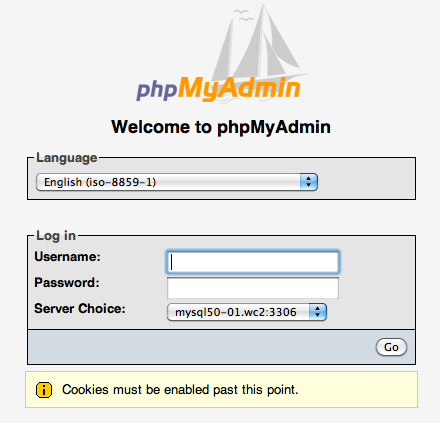 phpMyAdmin
Welcome to phpMyAdmin
Language
English (iso-8859-1)
Log in
Username:
Password:
Server Choice: mysql50-01.wc2:3306
Go
Cookies must be enabled past this point.